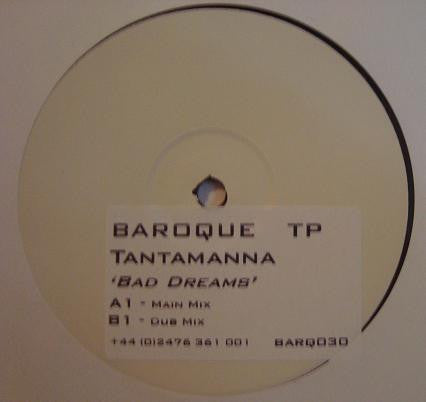 BAROQUE TP
TANTAMANNA
'BAD DREAMS'
A1 - MAIN MIX
B1 - DUB MIX
+44 (0)2476 361 001 BARQ030